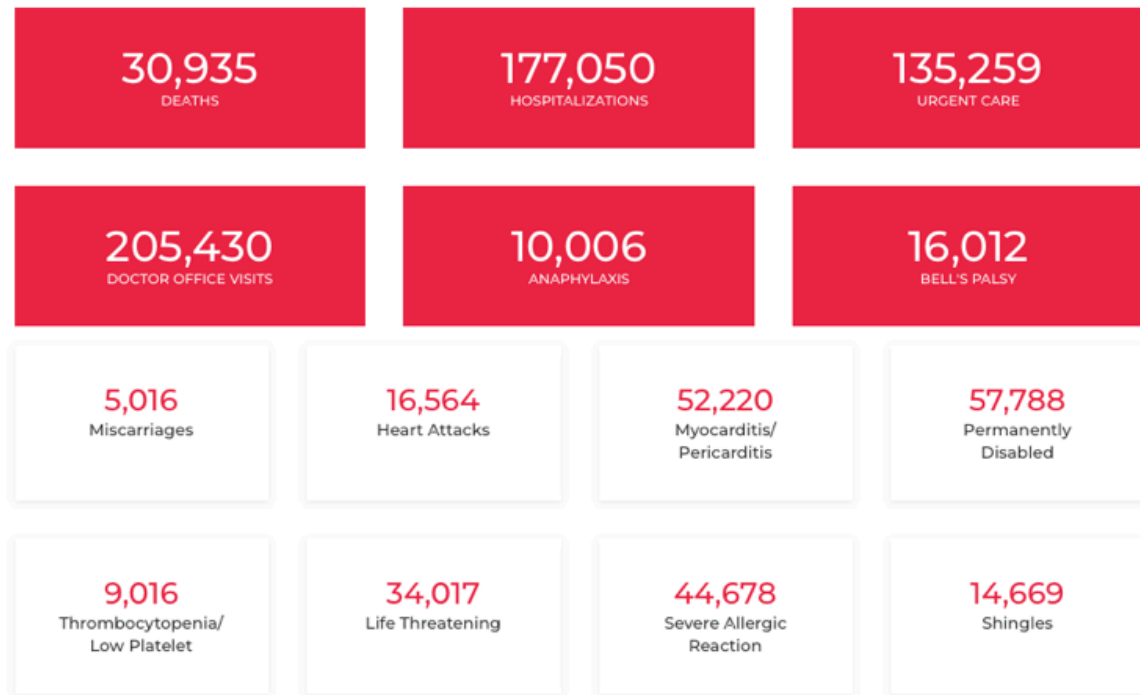 30,935
DEATHS
177,050
HOSPITALIZATIONS
135,259
URGENT CARE
205,430
DOCTOR OFFICE VISITS
10,006
ANAPHYLAXIS
16,012
BELL'S PALSY
5,016
Miscarriages
16,564
Heart Attacks
52,220
Myocarditis/
Pericarditis
57,788
Permanently
Disabled
9,016
Thrombocytopenia/
Low Platelet
34,017
Life Threatening
44,678
Severe Allergic
Reaction
14,669
Shingles